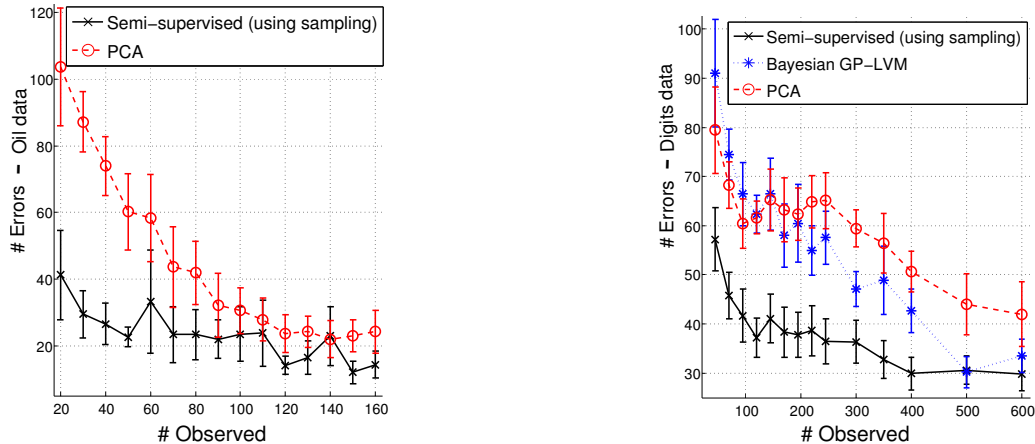 Semi−supervised (using sampling)
PCA
# Errors − Oil data
120
100
80
60
40
20
20 40 60 80 100 120 140 160
# Observed
Semi−supervised (using sampling)
Bayesian GP−LVM
PCA
# Errors − Digits data
100
90
80
70
60
50
40
30
100 200 300 400 500 600
# Observed